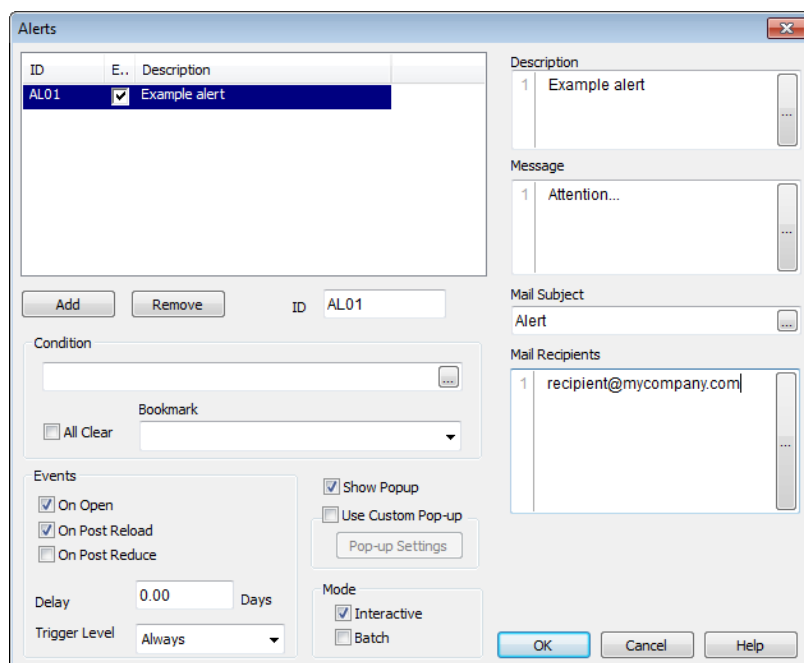 Alerts
ID E.. Description
AL01 Example alert
Add Remove ID AL01
Condition
...
Bookmark
All Clear
Events
On Open
On Post Reload
On Post Reduce
Delay 0.00 Days
Trigger Level Always
Show Popup
Use Custom Pop-up
Pop-up Settings
Mode
Interactive
Batch
Description
1 Example alert
...
Message
1 Attention...
...
Mail Subject
Alert ...
Mail Recipients
1 recipient@mycompany.com
...
OK Cancel Help